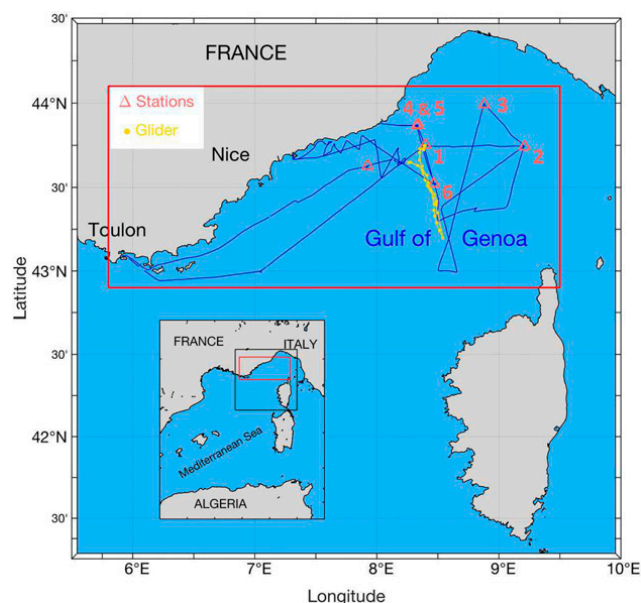 30'
FRANCE
44°N
Stations
Glider
4 8 5
3
Nice
1
2
30'
6
Toulon
Gulf of Genoa
43°N
Latitude
30'
FRANCE
ITALY
42°N
Mediterranean Sea
30'
ALGERIA
6°E
7°E
8°E
9°E
10°E
Longitude